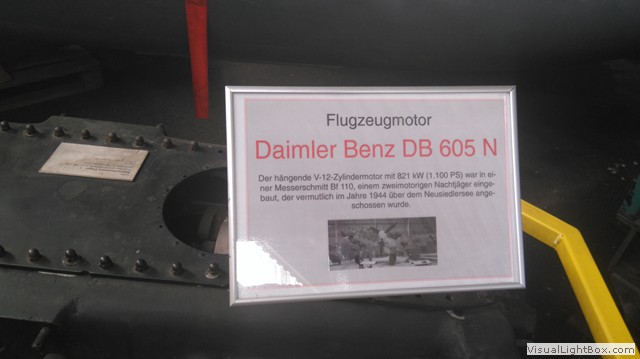 Flugzeugmotor
Daimler Benz DB 605 N
Der hängende V-12-Zylindermotor mit 821 kW (1.100 PS) war in ei-
ner Messerschmitt Bf 110, einem zweimotorigen Nachtjäger einge-
baut, der vermutlich im Jahre 1944 über dem Neusiedlersee ange-
schossen wurde.
VisualLightBox.com